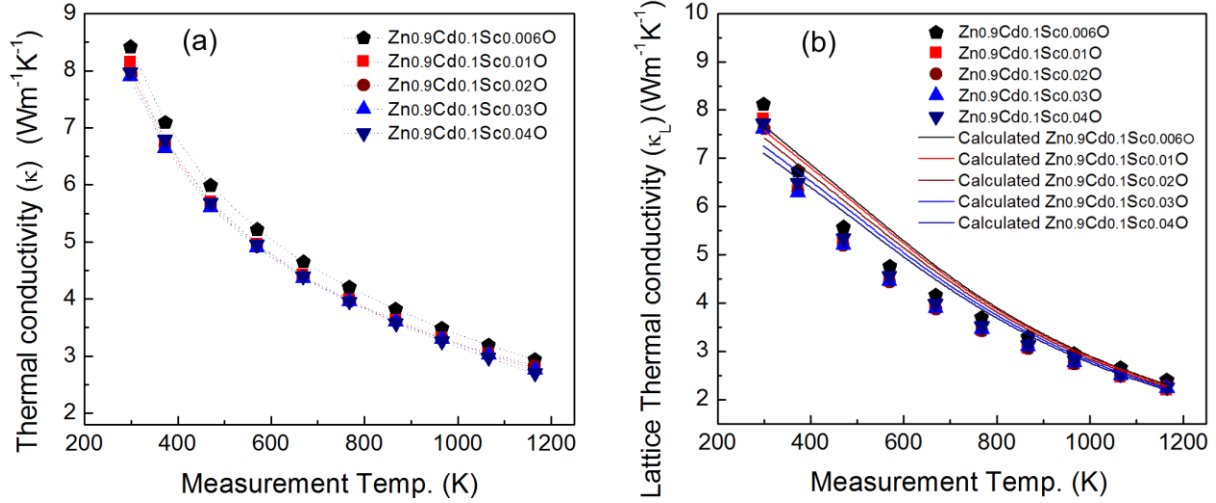 (a)
Thermal conductivity (κ) (Wm⁻¹K⁻¹)
9
8
7
6
5
4
3
2
200 400 600 800 1000 1200
Measurement Temp. (K)
Zn0.9Cd0.1Sc0.006O
Zn0.9Cd0.1Sc0.01O
Zn0.9Cd0.1Sc0.02O
Zn0.9Cd0.1Sc0.03O
Zn0.9Cd0.1Sc0.04O
(b)
Lattice Thermal conductivity (κL) (Wm⁻¹K⁻¹)
10
9
8
7
6
5
4
3
2
200 400 600 800 1000 1200
Measurement Temp. (K)
Zn0.9Cd0.1Sc0.006O
Zn0.9Cd0.1Sc0.01O
Zn0.9Cd0.1Sc0.02O
Zn0.9Cd0.1Sc0.03O
Zn0.9Cd0.1Sc0.04O
Calculated Zn0.9Cd0.1Sc0.006O
Calculated Zn0.9Cd0.1Sc0.01O
Calculated Zn0.9Cd0.1Sc0.02O
Calculated Zn0.9Cd0.1Sc0.03O
Calculated Zn0.9Cd0.1Sc0.04O